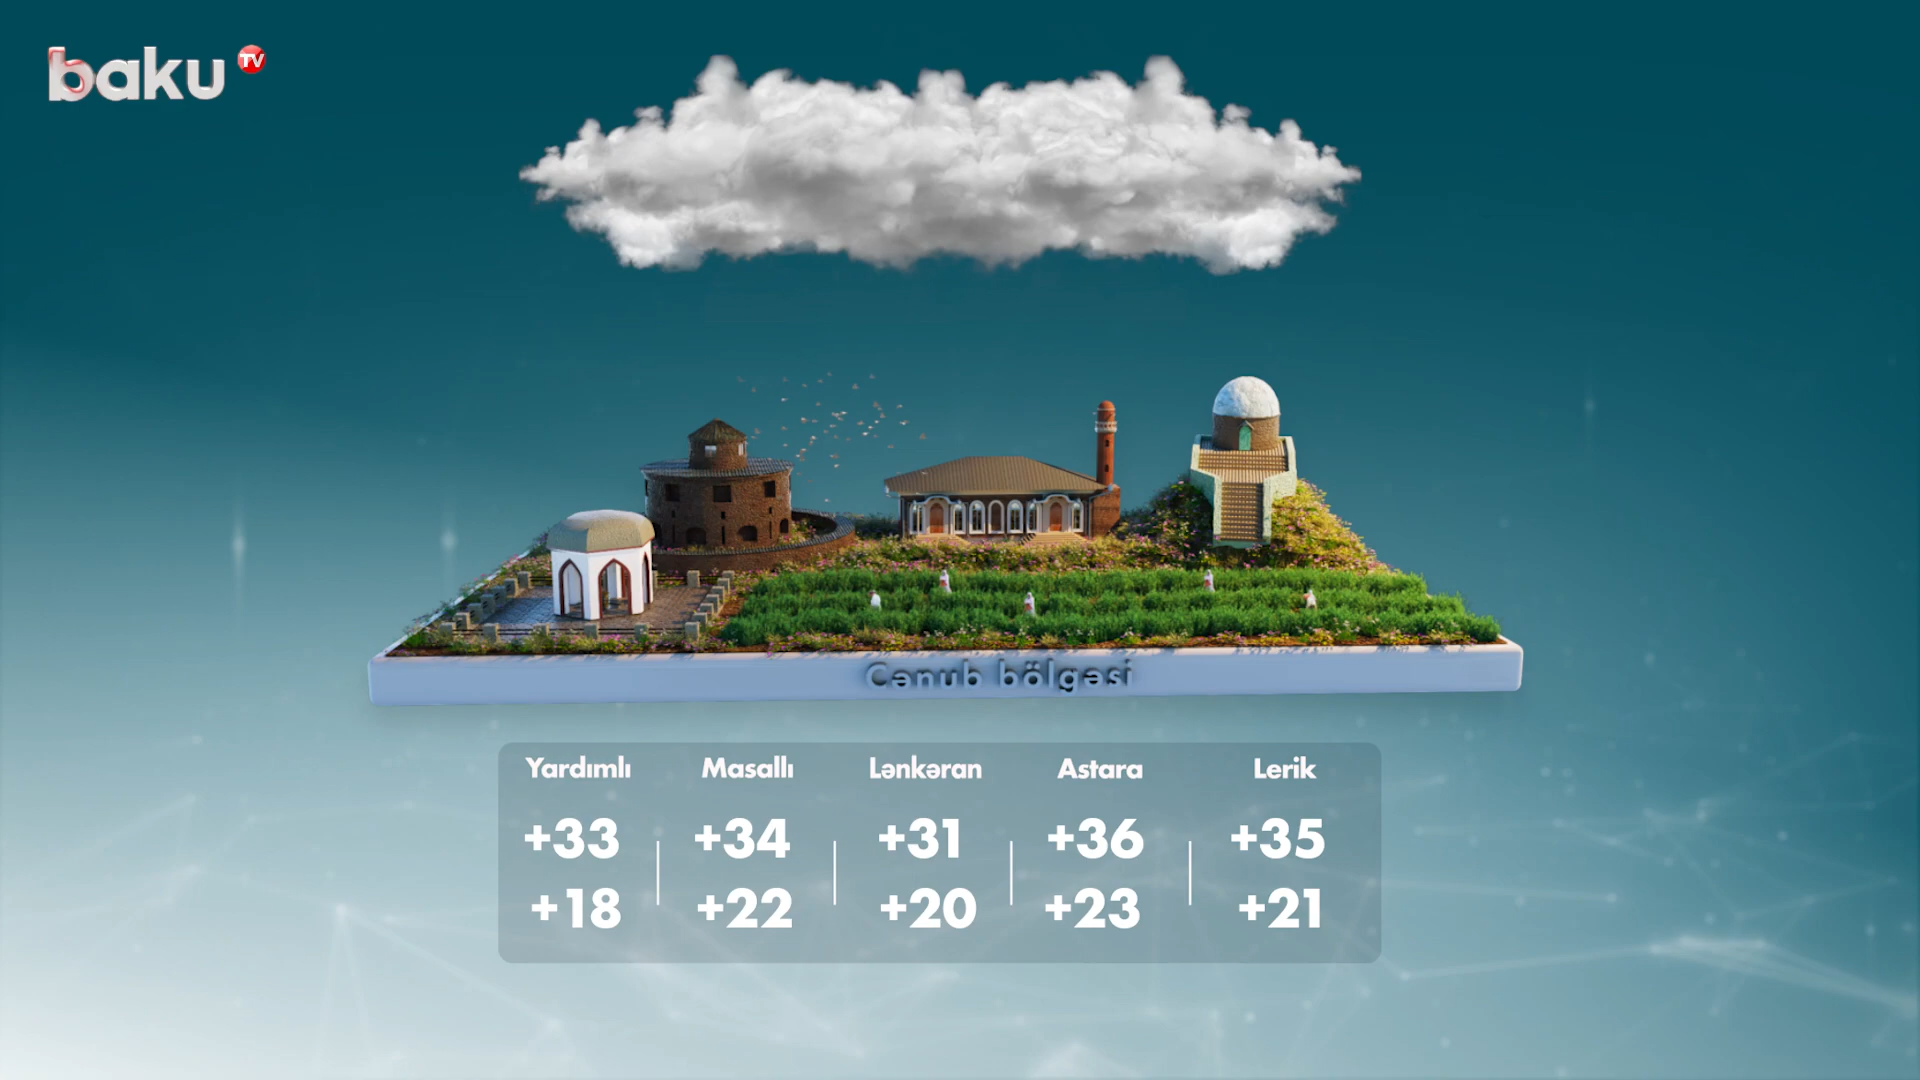 baku TV
Cənub bölgəsi
Yardımlı Masallı Lənkəran Astara Lerik
+33 +34 +31 +36 +35
+18 +22 +20 +23 +21